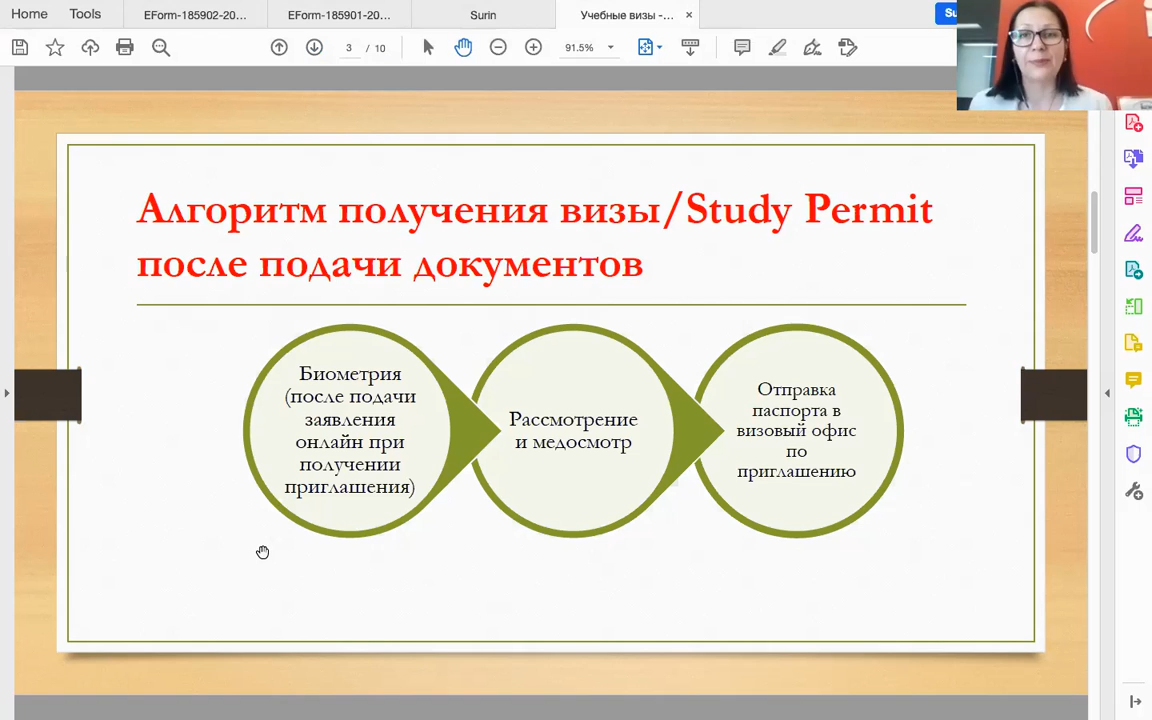 Home
Tools
EForm-185902-20...
EForm-185901-20...
Surin
Учебные визы -...
3 / 10
91.5%
Алгоритм получения визы/Study Permit
после подачи документов
Биометрия
(после подачи
заявления
онлайн при
получении
приглашения)
Рассмотрение
и медосмотр
Отправка
паспорта в
визовый офис
по
приглашению